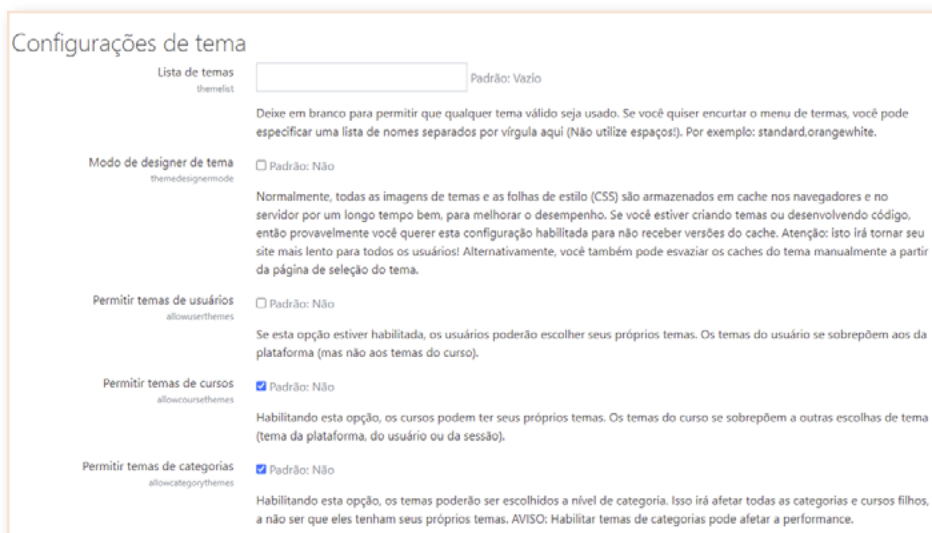 Configurações de tema
Lista de temas
themelist
Padrão: Vazio
Deixe em branco para permitir que qualquer tema válido seja usado. Se você quiser encurtar o menu de termas, você pode
especificar uma lista de nomes separados por vírgula aqui (Não utilize espaços!). Por exemplo: standard,orangewhite.
Modo de designer de tema
themedesignermode
Padrão: Não
Normalmente, todas as imagens de temas e as folhas de estilo (CSS) são armazenados em cache nos navegadores e no
servidor por um longo tempo bem, para melhorar o desempenho. Se você estiver criando temas ou desenvolvendo código,
então provavelmente você querer esta configuração habilitada para não receber versões do cache. Atenção: isto irá tornar seu
site mais lento para todos os usuários! Alternativamente, você também pode esvaziar os caches do tema manualmente a partir
da página de seleção do tema.
Permitir temas de usuários
allowuserthemes
Padrão: Não
Se esta opção estiver habilitada, os usuários poderão escolher seus próprios temas. Os temas do usuário se sobrepõem aos da
plataforma (mas não aos temas do curso).
Permitir temas de cursos
allowcoursethemes
Padrão: Não
Habilitando esta opção, os cursos podem ter seus próprios temas. Os temas do curso se sobrepõem a outras escolhas de tema
(tema da plataforma, do usuário ou da sessão).
Permitir temas de categorias
allowcategorythemes
Padrão: Não
Habilitando esta opção, os temas poderão ser escolhidos a nível de categoria. Isso irá afetar todas as categorias e cursos filhos,
a não ser que eles tenham seus próprios temas. AVISO: Habilitar temas de categorias pode afetar a performance.